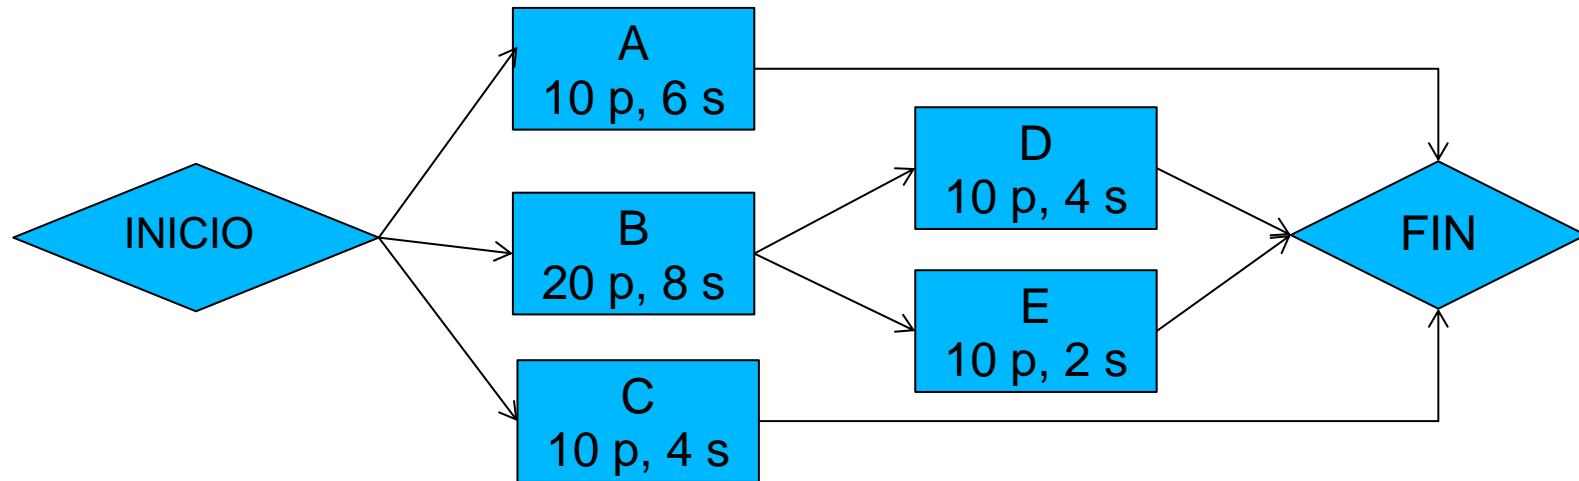 INICIO
A
10 p, 6 s
B
20 p, 8 s
C
10 p, 4 s
D
10 p, 4 s
E
10 p, 2 s
FIN